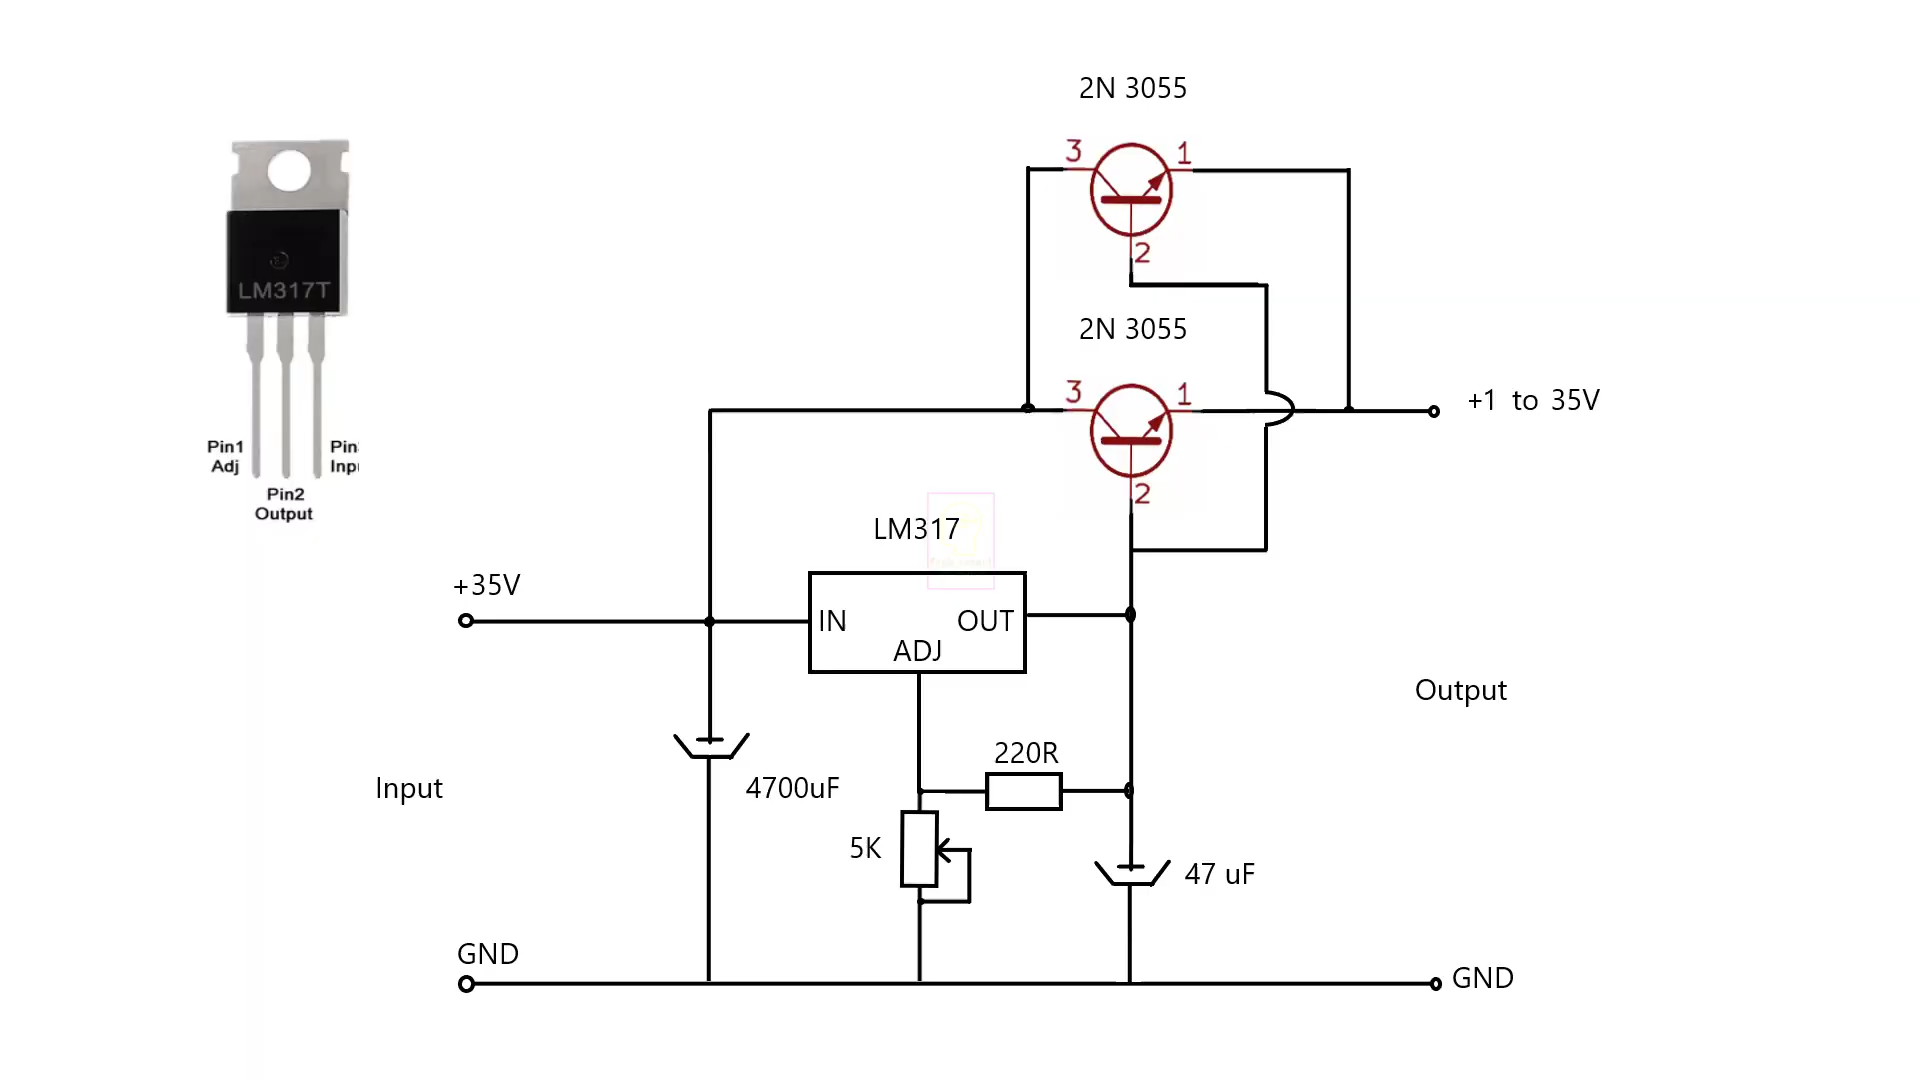 2N 3055
3
1
2
LM317T
2N 3055
3
1
+1 to 35V
Pin1
Adj
Pin2
Output
2
LM317
+35V
IN
OUT
ADJ
Output
220R
Input
4700uF
5K
47 uF
GND
GND